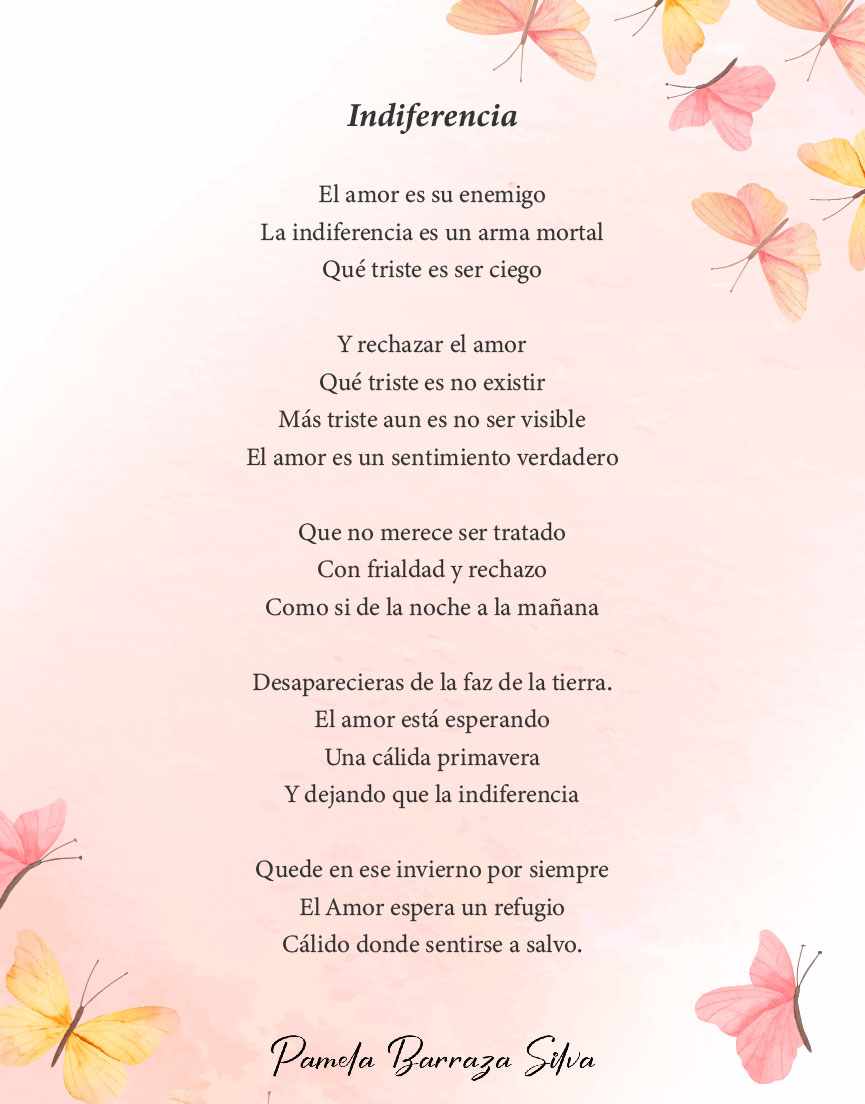 Indiferencia
El amor es su enemigo
La indiferencia es un arma mortal
Qué triste es ser ciego
Y rechazar el amor
Qué triste es no existir
Más triste aun es no ser visible
El amor es un sentimiento verdadero
Que no merece ser tratado
Con frialdad y rechazo
Como si de la noche a la mañana
Desaparecieras de la faz de la tierra.
El amor está esperando
Una cálida primavera
Y dejando que la indiferencia
Quede en ese invierno por siempre
El Amor espera un refugio
Cálido donde sentirse a salvo.
Pamela Barraza Silva